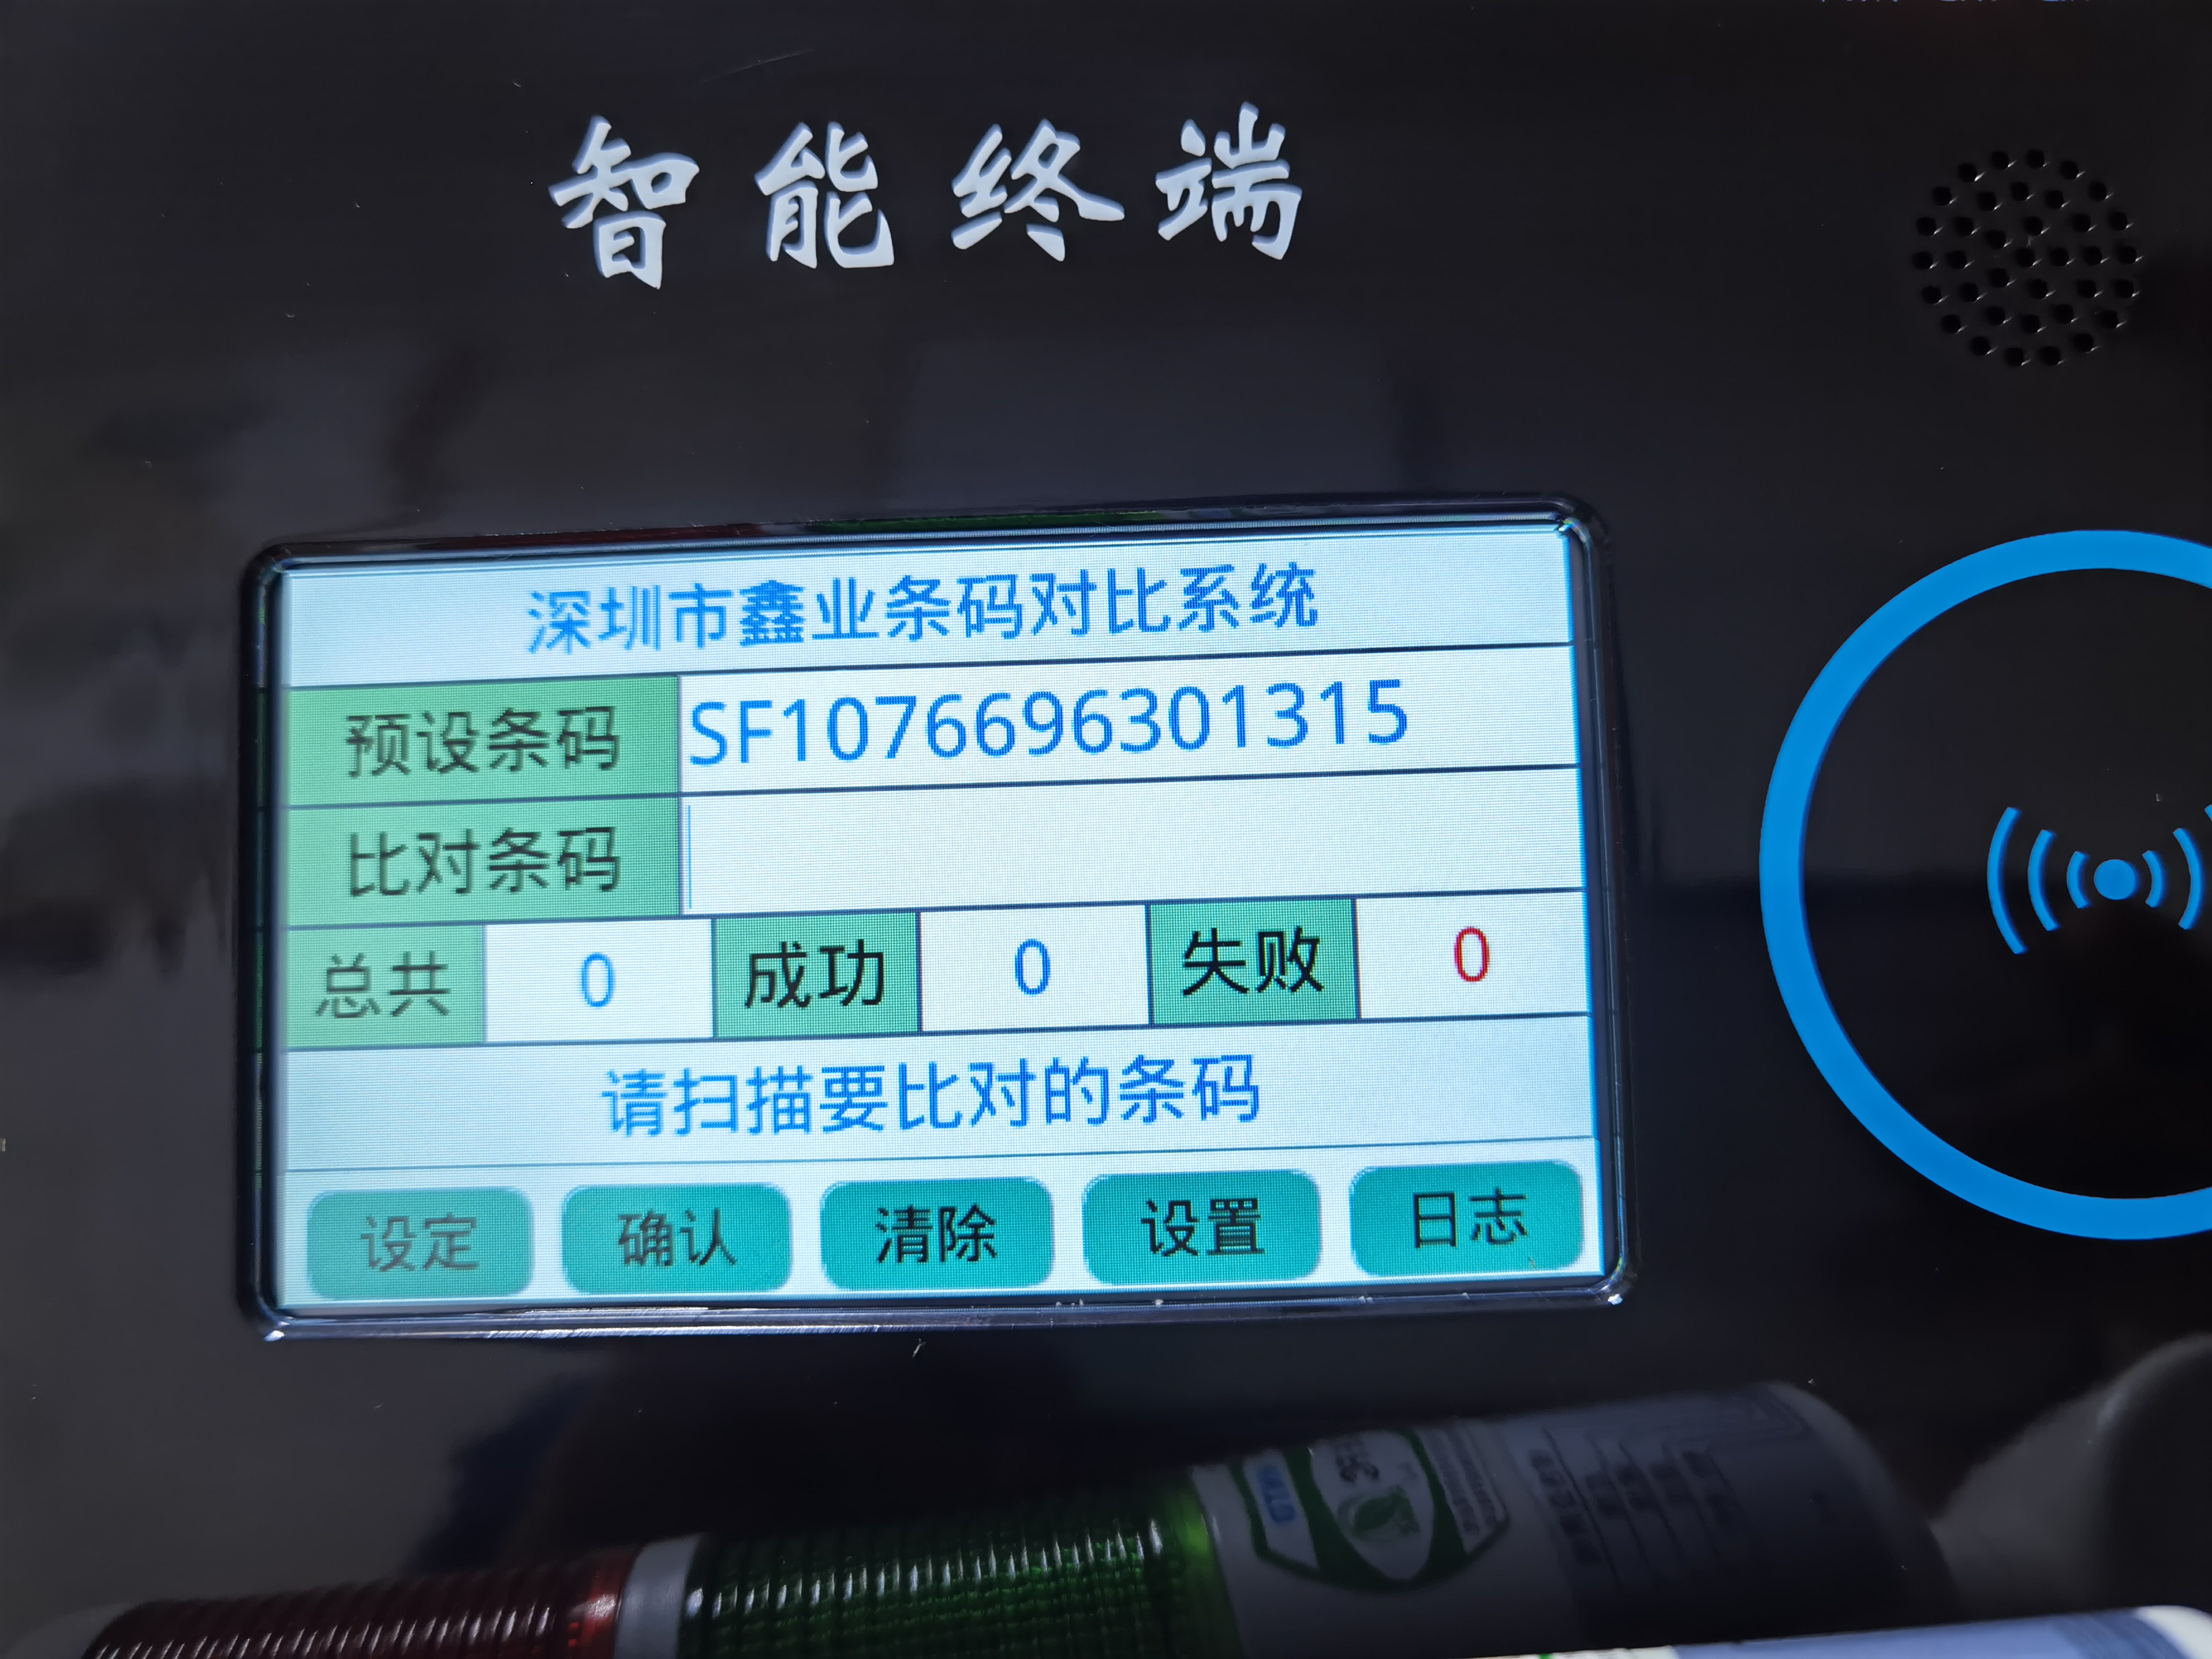 智能终端
深圳市鑫业条码对比系统
预设条码 SF1076696301315
比对条码
总共 0 成功 0 失败 0
请扫描要比对的条码
设定 确认 清除 设置 日志